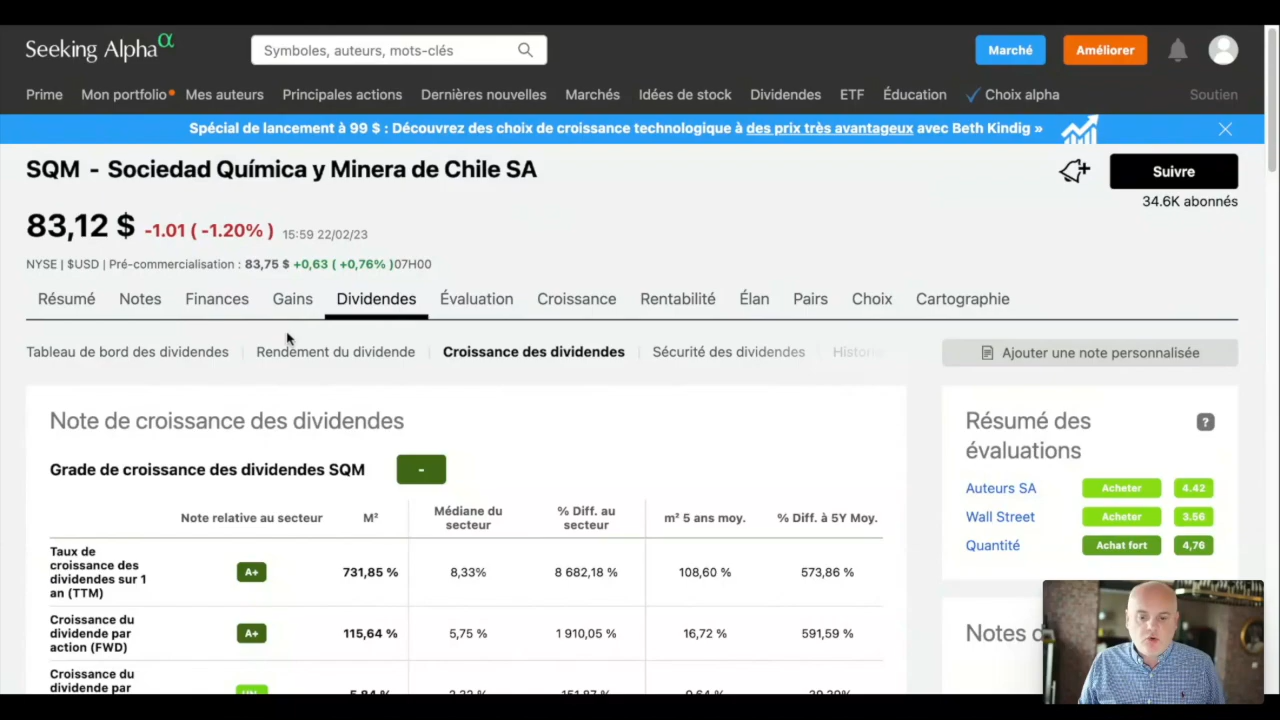 Seeking Alpha α
Symboles, auteurs, mots-clés
Marché
Améliorer
Prime Mon portfolio Mes auteurs Principales actions Dernières nouvelles Marchés Idées de stock Dividendes ETF Éducation Choix alpha Soutien
Spécial de lancement à 99 $ : Découvrez des choix de croissance technologique à des prix très avantageux avec Beth Kindig »
SQM - Sociedad Química y Minera de Chile SA
Suivre
34.6K abonnés
83,12 $ -1.01 ( -1.20% ) 15:59 22/02/23
NYSE | $USD | Pré-commercialisation : 83,75 $ +0,63 ( +0,76% )07H00
Résumé Notes Finances Gains Dividendes Évaluation Croissance Rentabilité Élan Pairs Choix Cartographie
Tableau de bord des dividendes Rendement du dividende Croissance des dividendes Sécurité des dividendes
Ajouter une note personnalisée
Note de croissance des dividendes
Grade de croissance des dividendes SQM -
Note relative au secteur M² Médiane du secteur % Diff. au secteur m² 5 ans moy. % Diff. à 5Y Moy.
Taux de
croissance des
dividendes sur 1
an (TTM)
A+ 731,85 % 8,33% 8 682,18 % 108,60 % 573,86 %
Croissance du
dividende par
action (FWD)
A+ 115,64 % 5,75 % 1 910,05 % 16,72 % 591,59 %
Croissance du
dividende par
Résumé des
évaluations
?
Auteurs SA Acheter 4.42
Wall Street Acheter 3.56
Quantité Achat fort 4,76
Notes